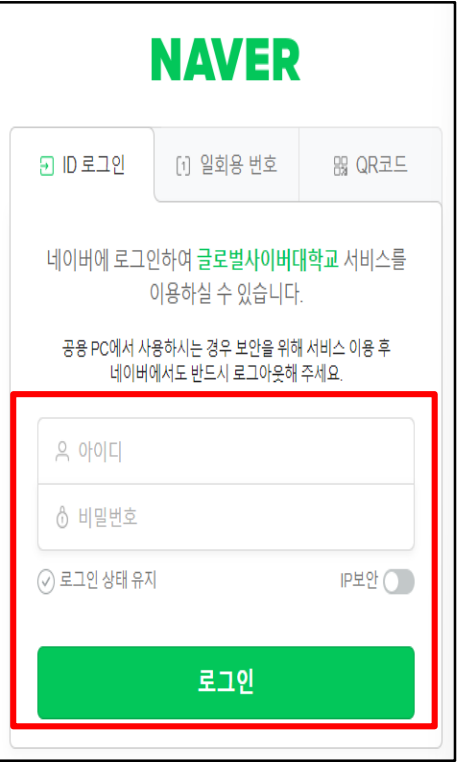 NAVER
ID 로그인
[1] 일회용 번호
QR코드
네이버에 로그인하여 글로벌사이버대학교 서비스를
이용하실 수 있습니다.
공용 PC에서 사용하시는 경우 보안을 위해 서비스 이용 후
네이버에서도 반드시 로그아웃해 주세요.
아이디
비밀번호
로그인 상태 유지
IP보안
로그인